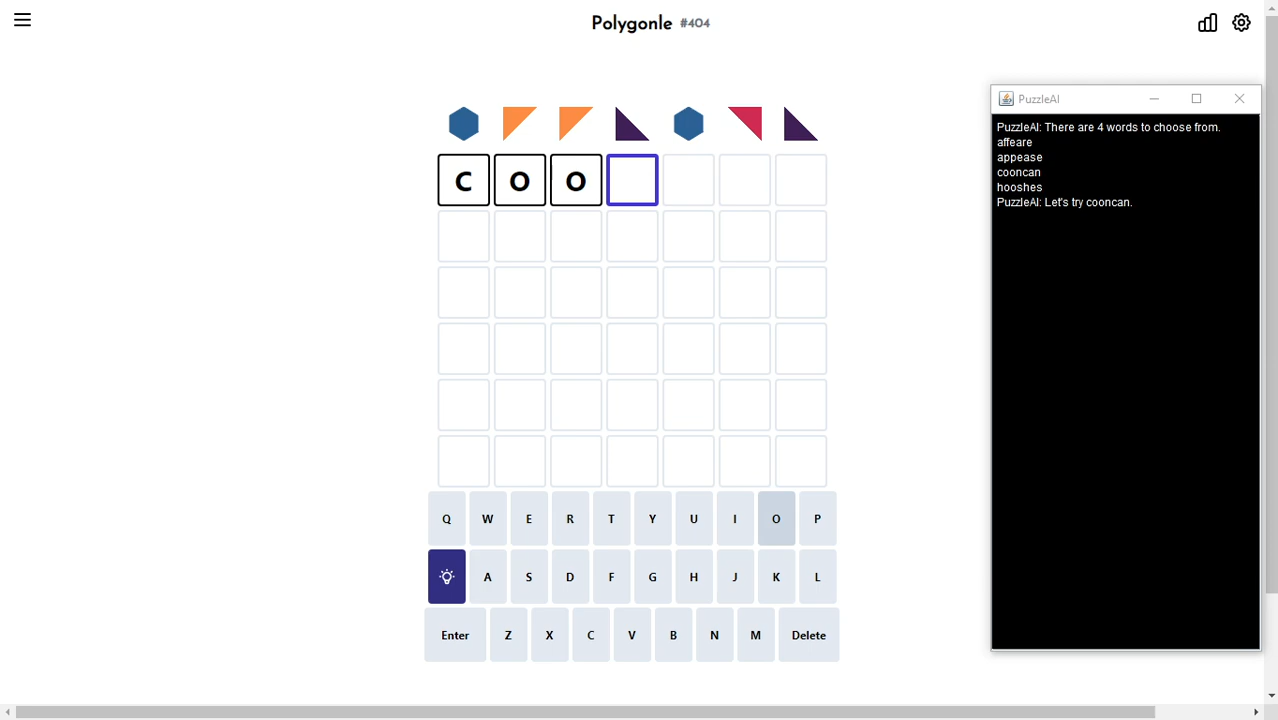 Polygonle #404
PuzzleAI
PuzzleAI: There are 4 words to choose from.
affeare
appease
cooncan
hooshes
PuzzleAI: Let's try cooncan.
C O O
Q W E R T Y U I O P
A S D F G H J K L
Enter Z X C V B N M Delete